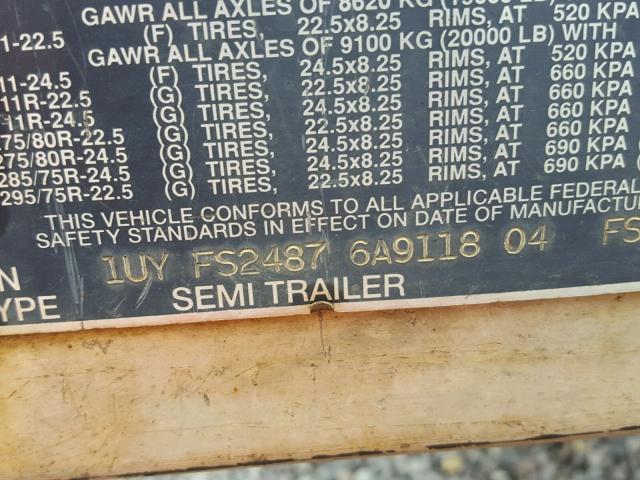 GAWR ALL AXLES OF 8620 KG (19000 LB)
1-22.5 (F) TIRES, 22.5x8.25 RIMS, AT 520 KPA
GAWR ALL AXLES OF 9100 KG (20000 LB) WITH
11-24.5 (F) TIRES, 24.5x8.25 RIMS, AT 520 KPA
11R-22.5 (G) TIRES, 22.5x8.25 RIMS, AT 660 KPA
11R-24.5 (G) TIRES, 24.5x8.25 RIMS, AT 660 KPA
275/80R-22.5 (G) TIRES, 22.5x8.25 RIMS, AT 660 KPA
275/80R-24.5 (G) TIRES, 24.5x8.25 RIMS, AT 660 KPA
285/75R-24.5 (G) TIRES, 24.5x8.25 RIMS, AT 690 KPA
295/75R-22.5 (G) TIRES, 22.5x8.25 RIMS, AT 690 KPA
THIS VEHICLE CONFORMS TO ALL APPLICABLE FEDERAL
SAFETY STANDARDS IN EFFECT ON DATE OF MANUFACTU
N 1UY FS2487 6A9118 04 FS
YPE SEMI TRAILER